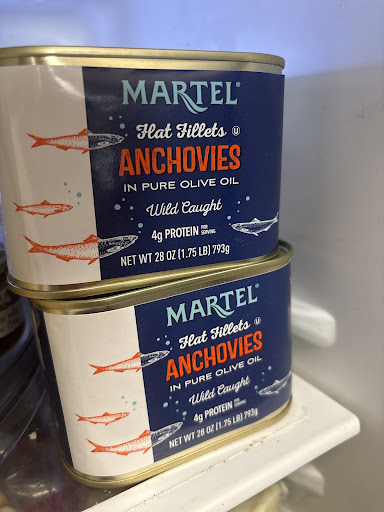 MARTEL®
Flat Fillets U
ANCHOVIES
IN PURE OLIVE OIL
Wild Caught
4g PROTEIN PER SERVING
NET WT 28 OZ (1.75 LB) 793g
MARTEL®
Flat Fillets U
ANCHOVIES
IN PURE OLIVE OIL
Wild Caught
4g PROTEIN PER SERVING
NET WT 28 OZ (1.75 LB) 793g